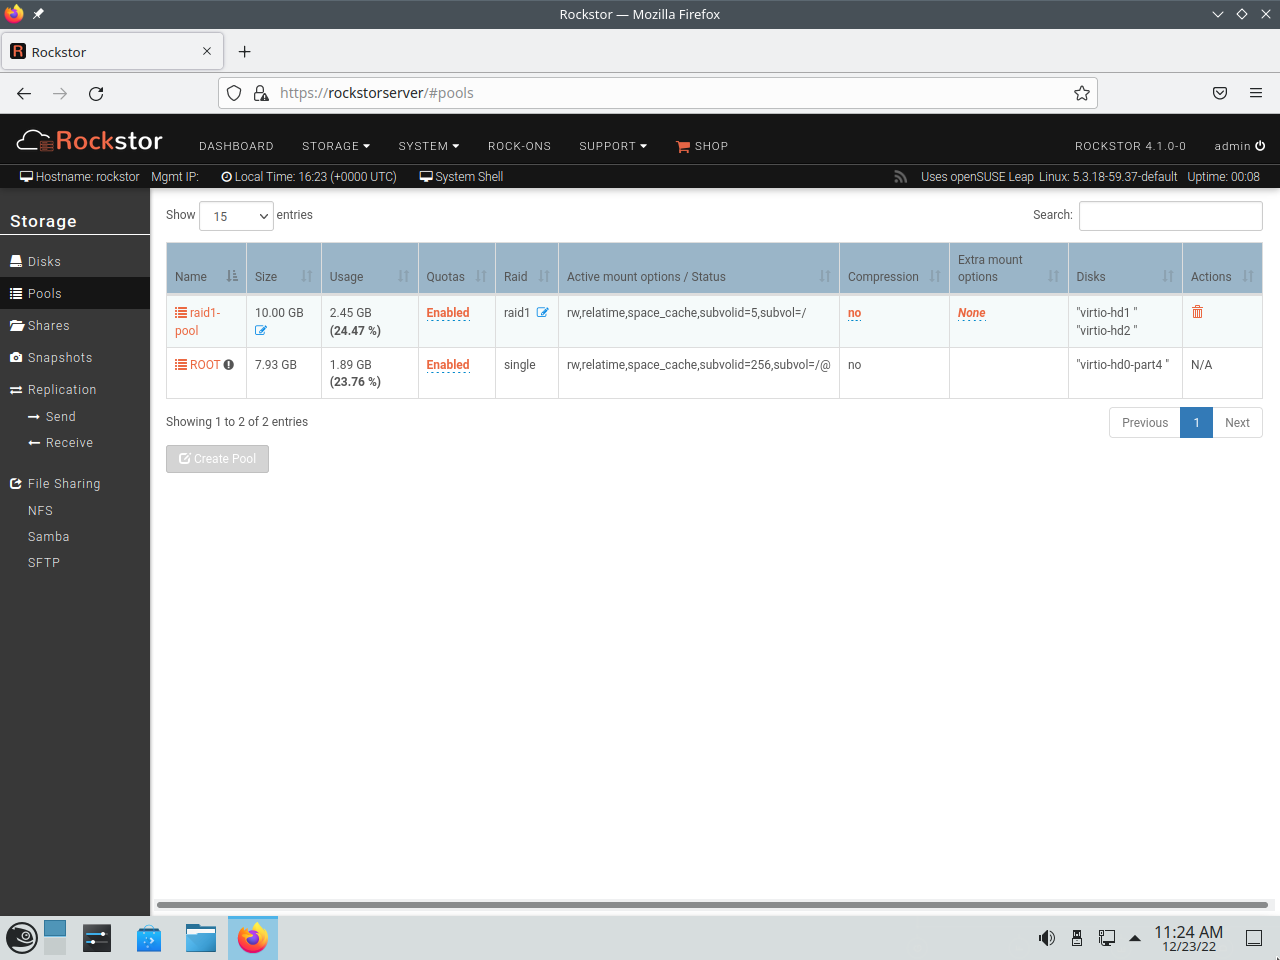 Rockstor — Mozilla Firefox
Rockstor
https://rockstorserver/#pools
Rockstor DASHBOARD STORAGE SYSTEM ROCK-ONS SUPPORT SHOP ROCKSTOR 4.1.0-0 admin
Hostname: rockstor Mgmt IP: Local Time: 16:23 (+0000 UTC) System Shell Uses openSUSE Leap Linux: 5.3.18-59.37-default Uptime: 00:08
Storage
Disks
Pools
Shares
Snapshots
Replication
Send
Receive
File Sharing
NFS
Samba
SFTP
Show 15 entries Search:
Name Size Usage Quotas Raid Active mount options / Status Compression Extra mount options Disks Actions
raid1-pool 10.00 GB 2.45 GB (24.47 %) Enabled raid1 rw,relatime,space_cache,subvolid=5,subvol=/ no None "virtio-hd1 " "virtio-hd2 "
ROOT 7.93 GB 1.89 GB (23.76 %) Enabled single rw,relatime,space_cache,subvolid=256,subvol=/@ no "virtio-hd0-part4 " N/A
Showing 1 to 2 of 2 entries Previous 1 Next
Create Pool
11:24 AM
12/23/22